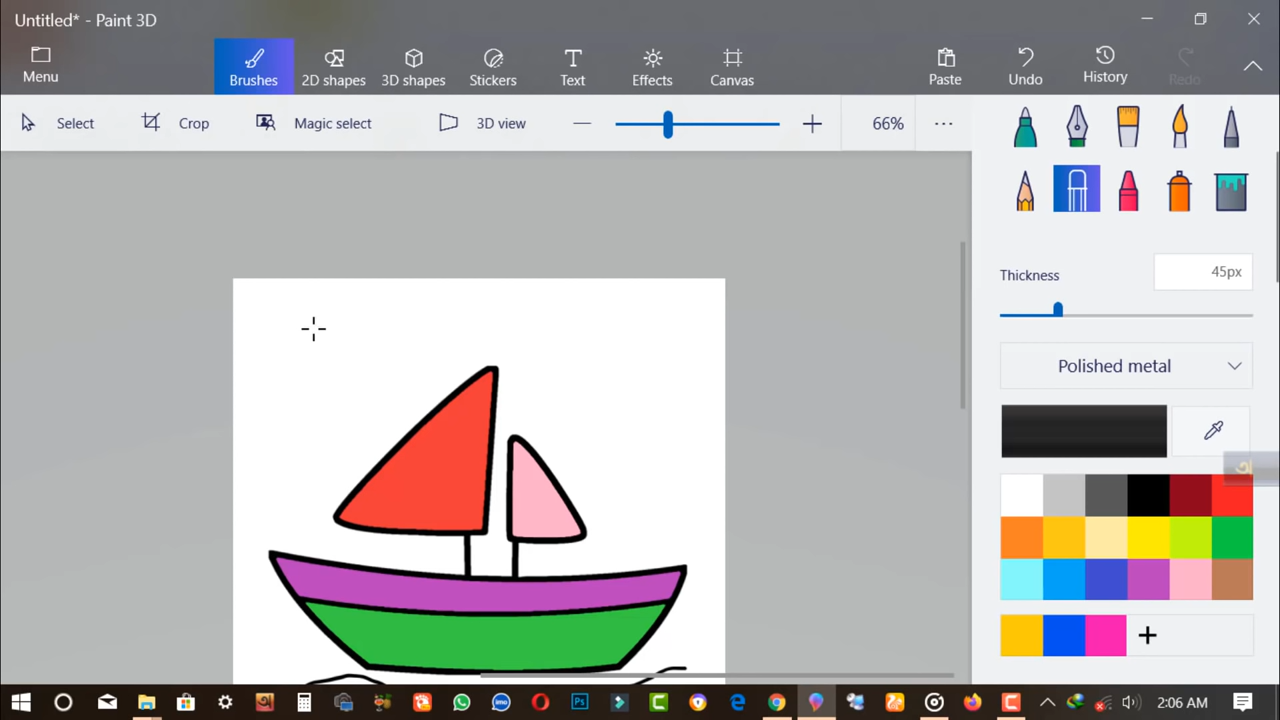 Untitled* - Paint 3D
Menu
Brushes
2D shapes
3D shapes
Stickers
Text
Effects
Canvas
Paste
Undo
History
Redo
Select
Crop
Magic select
3D view
66%
Thickness
45px
Polished metal
2:06 AM